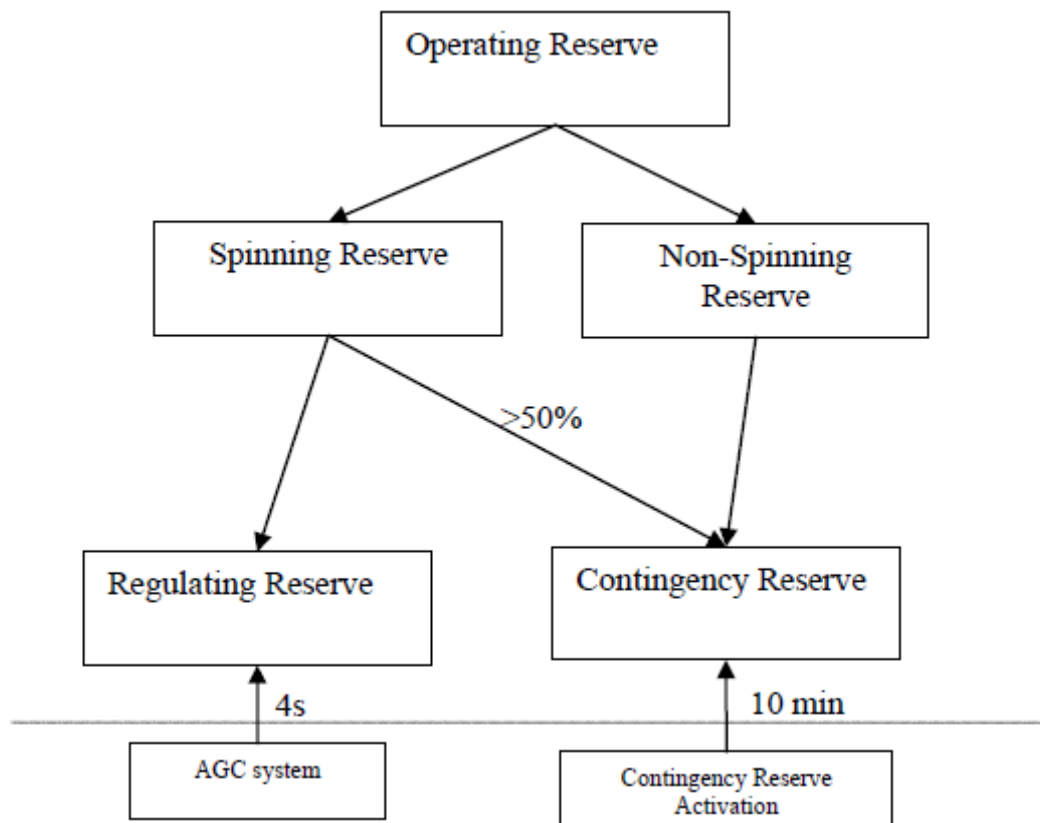 Operating Reserve
Spinning Reserve
Non-Spinning
Reserve
>50%
Regulating Reserve
Contingency Reserve
4s
10 min
AGC system
Contingency Reserve
Activation